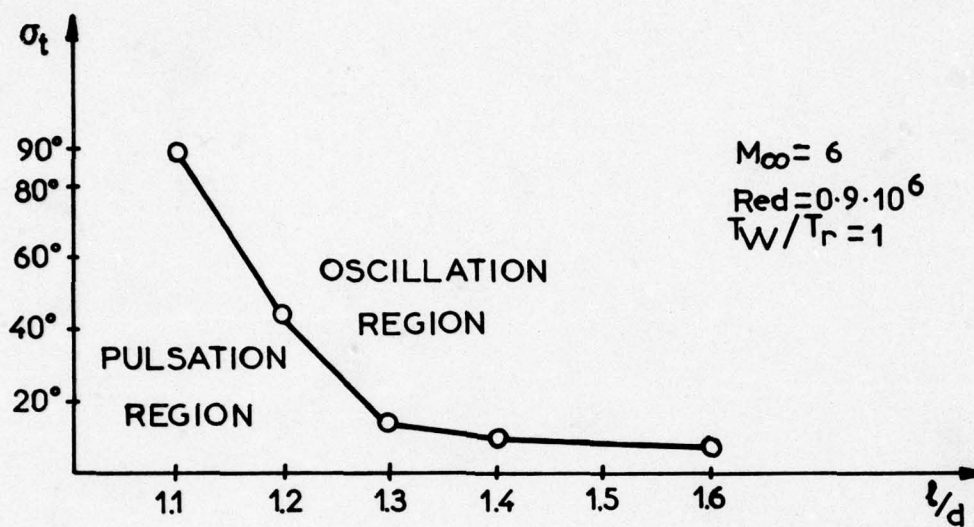 σt
90°
80°
60°
40°
20°
M∞ = 6
Red = 0·9·10⁶
TW/Tr = 1
OSCILLATION
REGION
PULSATION
REGION
1.1
1.2
1.3
1.4
1.5
1.6
l/d